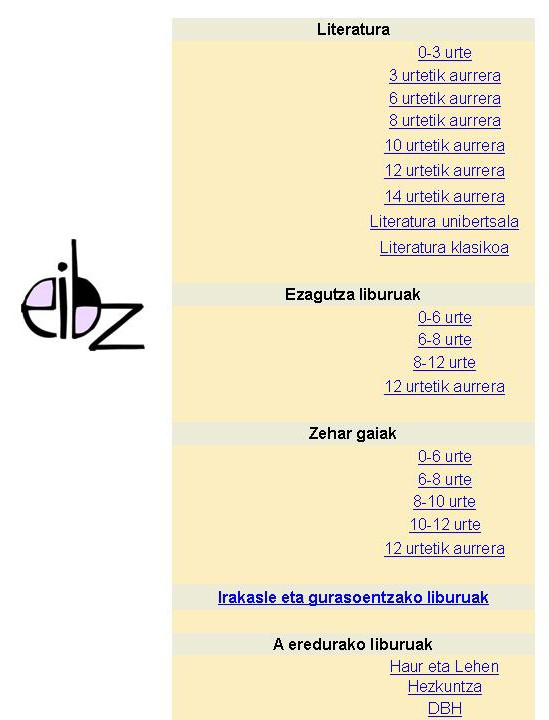 Literatura
0-3 urte
3 urtetik aurrera
6 urtetik aurrera
8 urtetik aurrera
10 urtetik aurrera
12 urtetik aurrera
14 urtetik aurrera
Literatura unibertsala
Literatura klasikoa
eibz
Ezagutza liburuak
0-6 urte
6-8 urte
8-12 urte
12 urtetik aurrera
Zehar gaiak
0-6 urte
6-8 urte
8-10 urte
10-12 urte
12 urtetik aurrera
Irakasle eta gurasoentzako liburuak
A eredurako liburuak
Haur eta Lehen
Hezkuntza
DBH